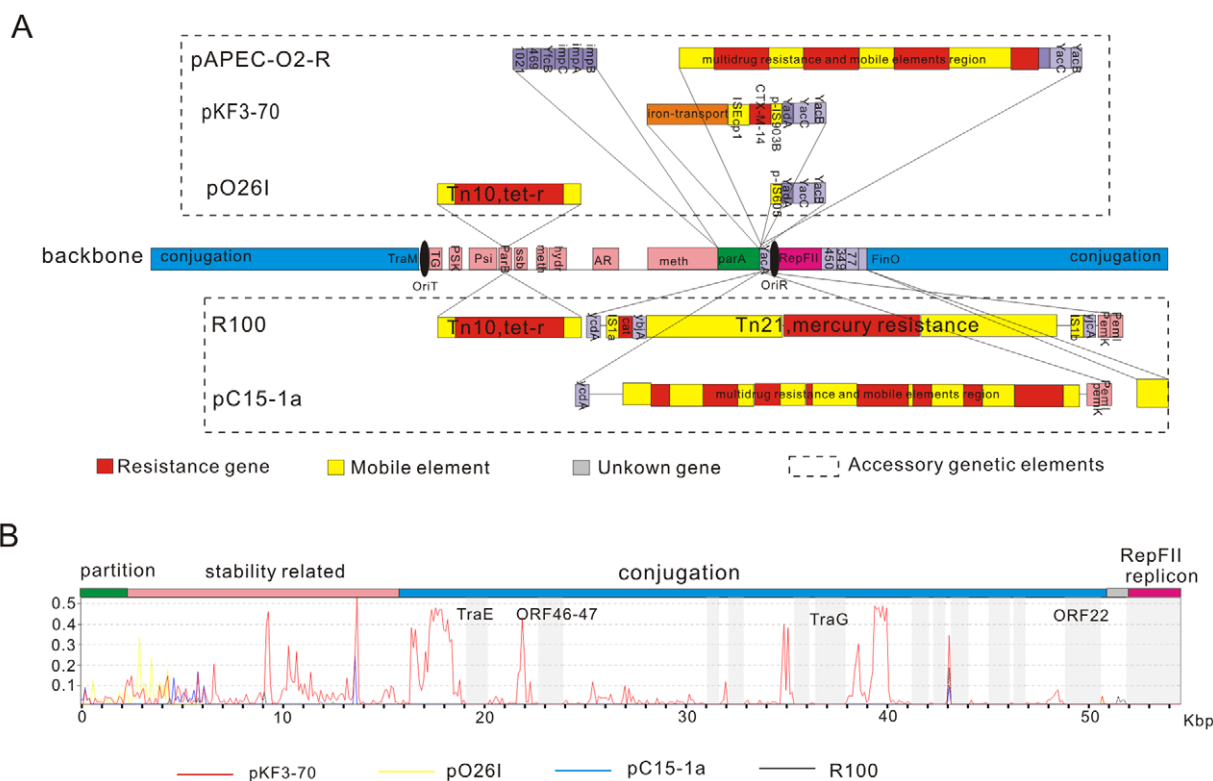 A
pAPEC-O2-R
102 469 YfcB impC impA impB
multidrug resistance and mobile elements region
YacC YacB
pKF3-70
iron-transport ISEcp1 CTX-M-14 p-IS903B YadA YacC YacB
pO26I
Tn10,tet-r
p-IS605 YadA YacC YacB
backbone
conjugation TraM TG PSK Psi ParB ssb meth hydr AR meth parA YacA RepFII 450 349 77 FinO conjugation
OriT OriR
R100
Tn10,tet-r
ycdA IS1a cat ybjA Tn21,mercury resistance IS1b PemK PemI
pC15-1a
ycdA multidrug resistance and mobile elements region pemK PemI
Resistance gene Mobile element Unkown gene Accessory genetic elements
B
partition stability related conjugation RepFII
replicon
TraE ORF46-47 TraG ORF22
0.5
0.4
0.3
0.2
0.1
0 10 20 30 40 50 Kbp
pKF3-70 pO26I pC15-1a R100